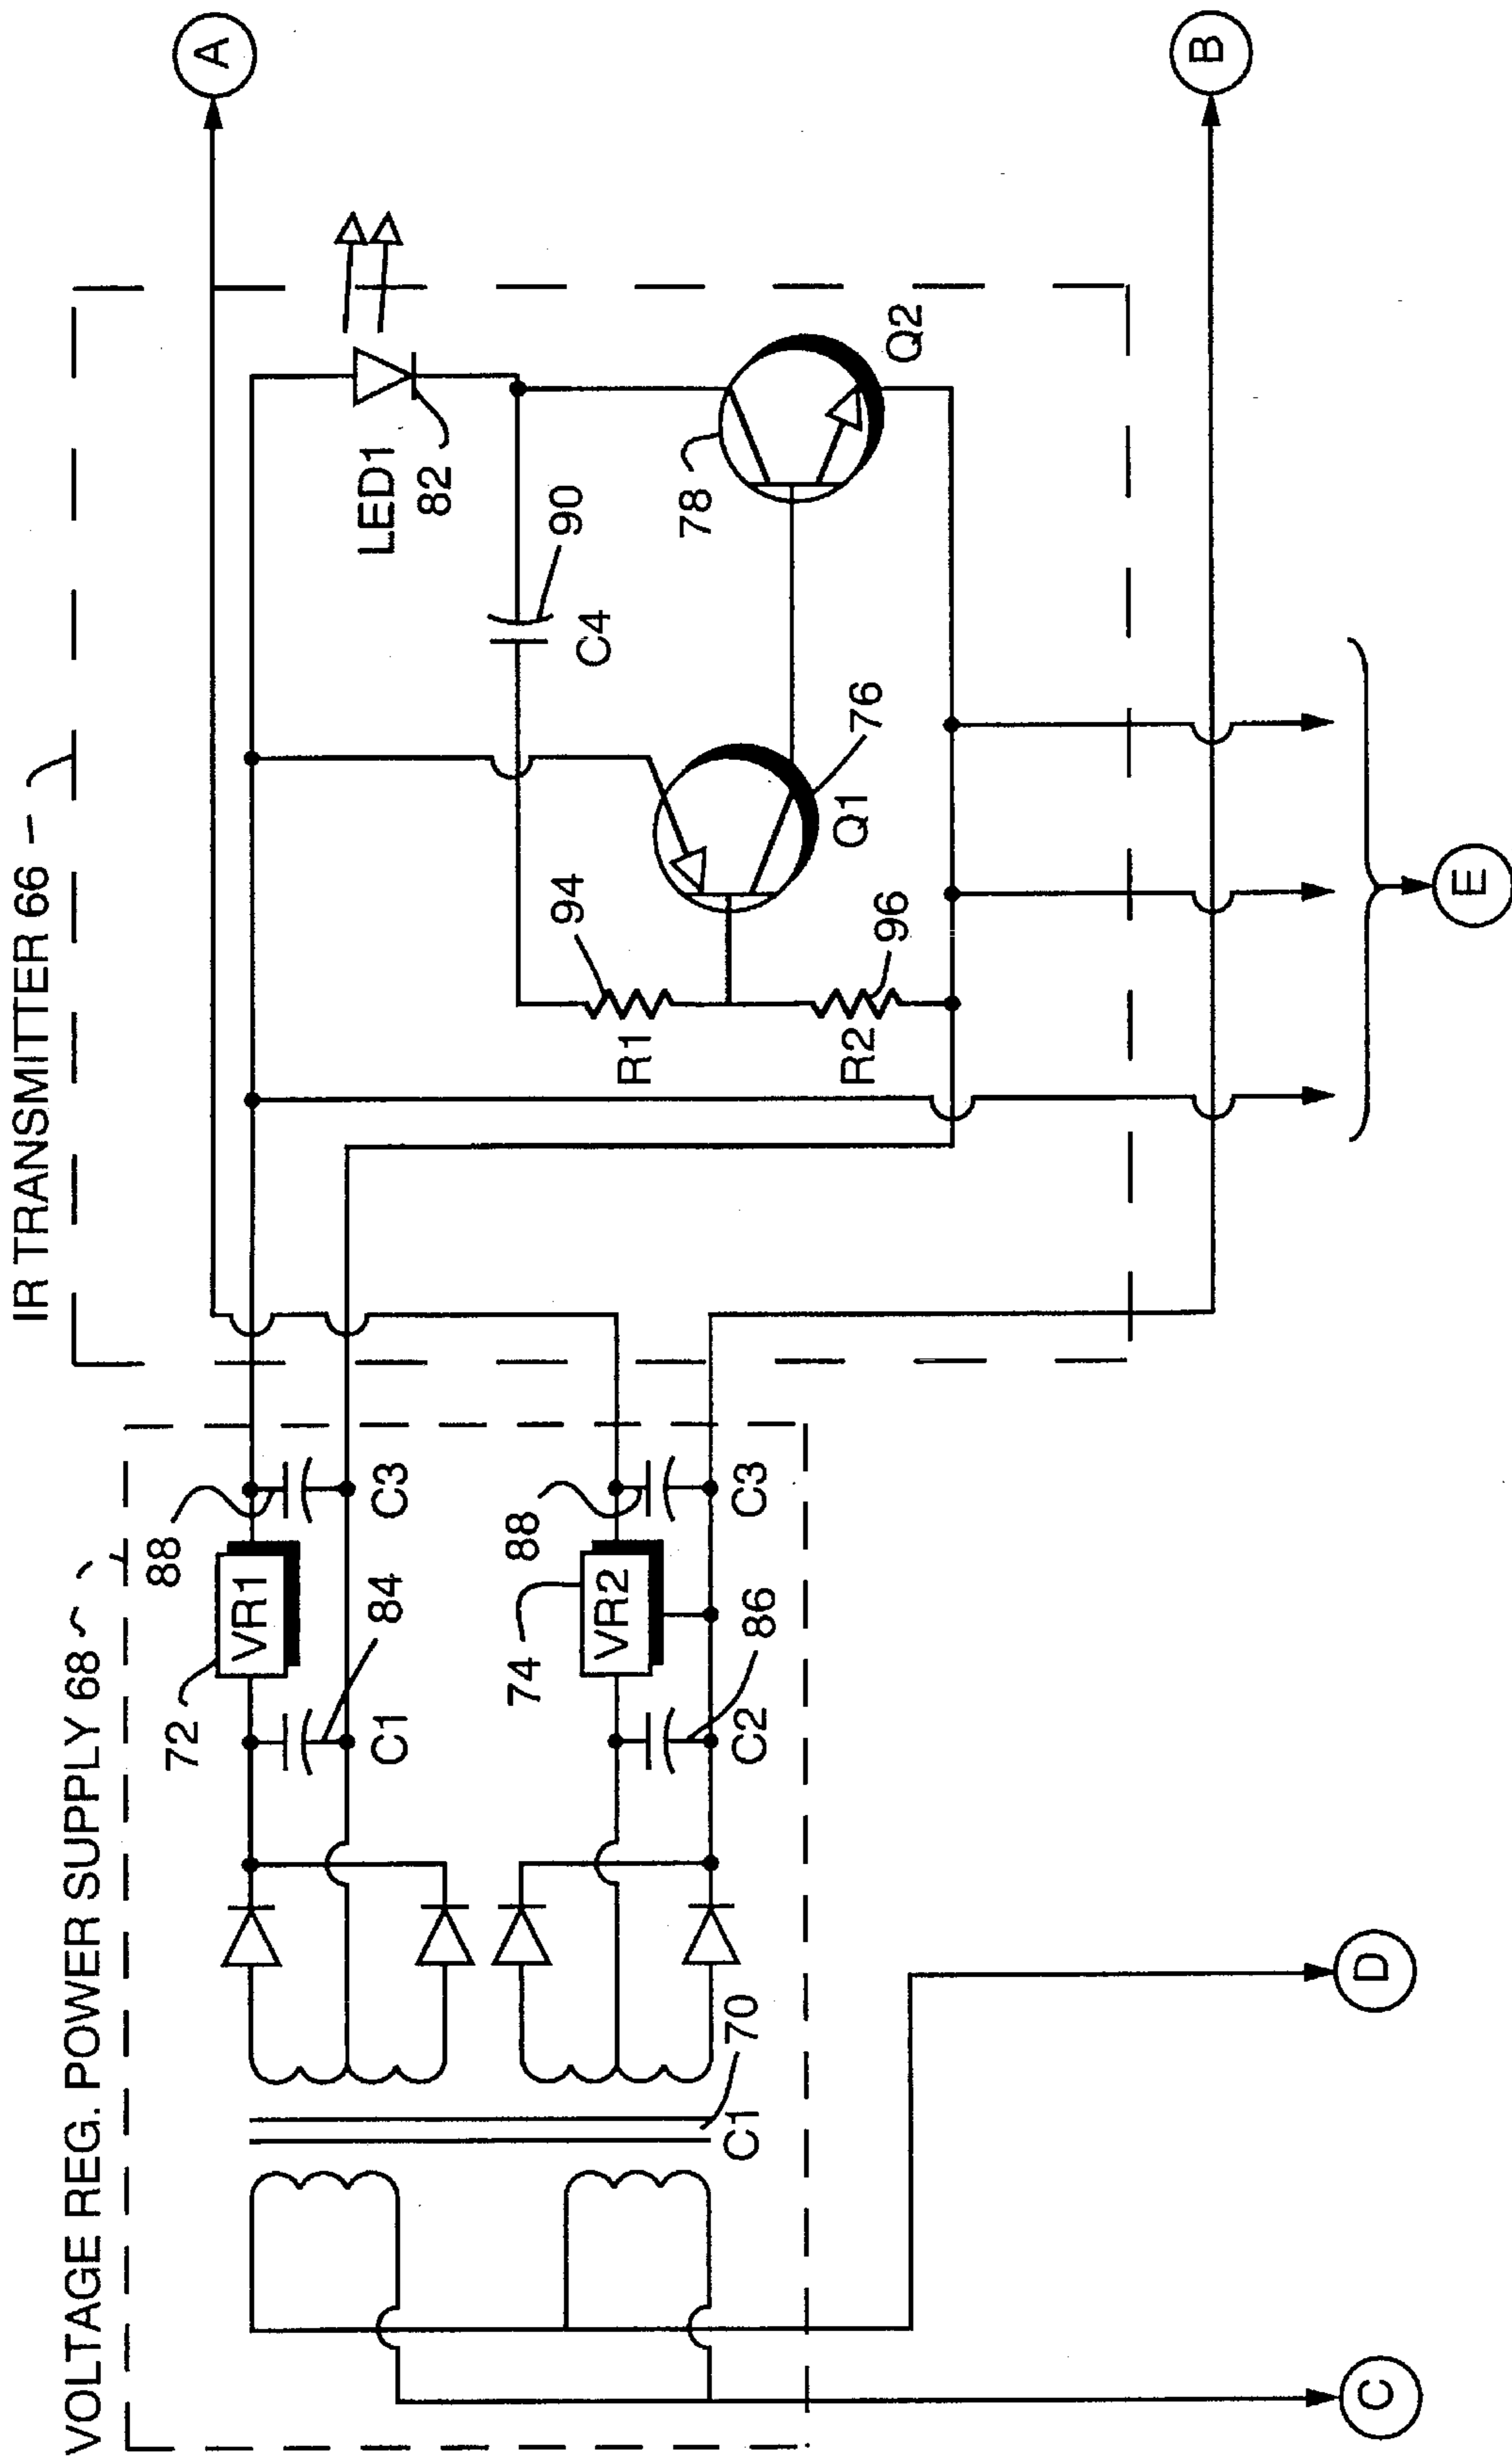 IR TRANSMITTER 66
A
LED1
82
90
C4
78
Q2
94
R1
Q1
76
96
R2
B
E
VOLTAGE REG. POWER SUPPLY 68
88
VR1
72
84
C3
C1
88
VR2
74
86
C3
C2
70
C1
D
C